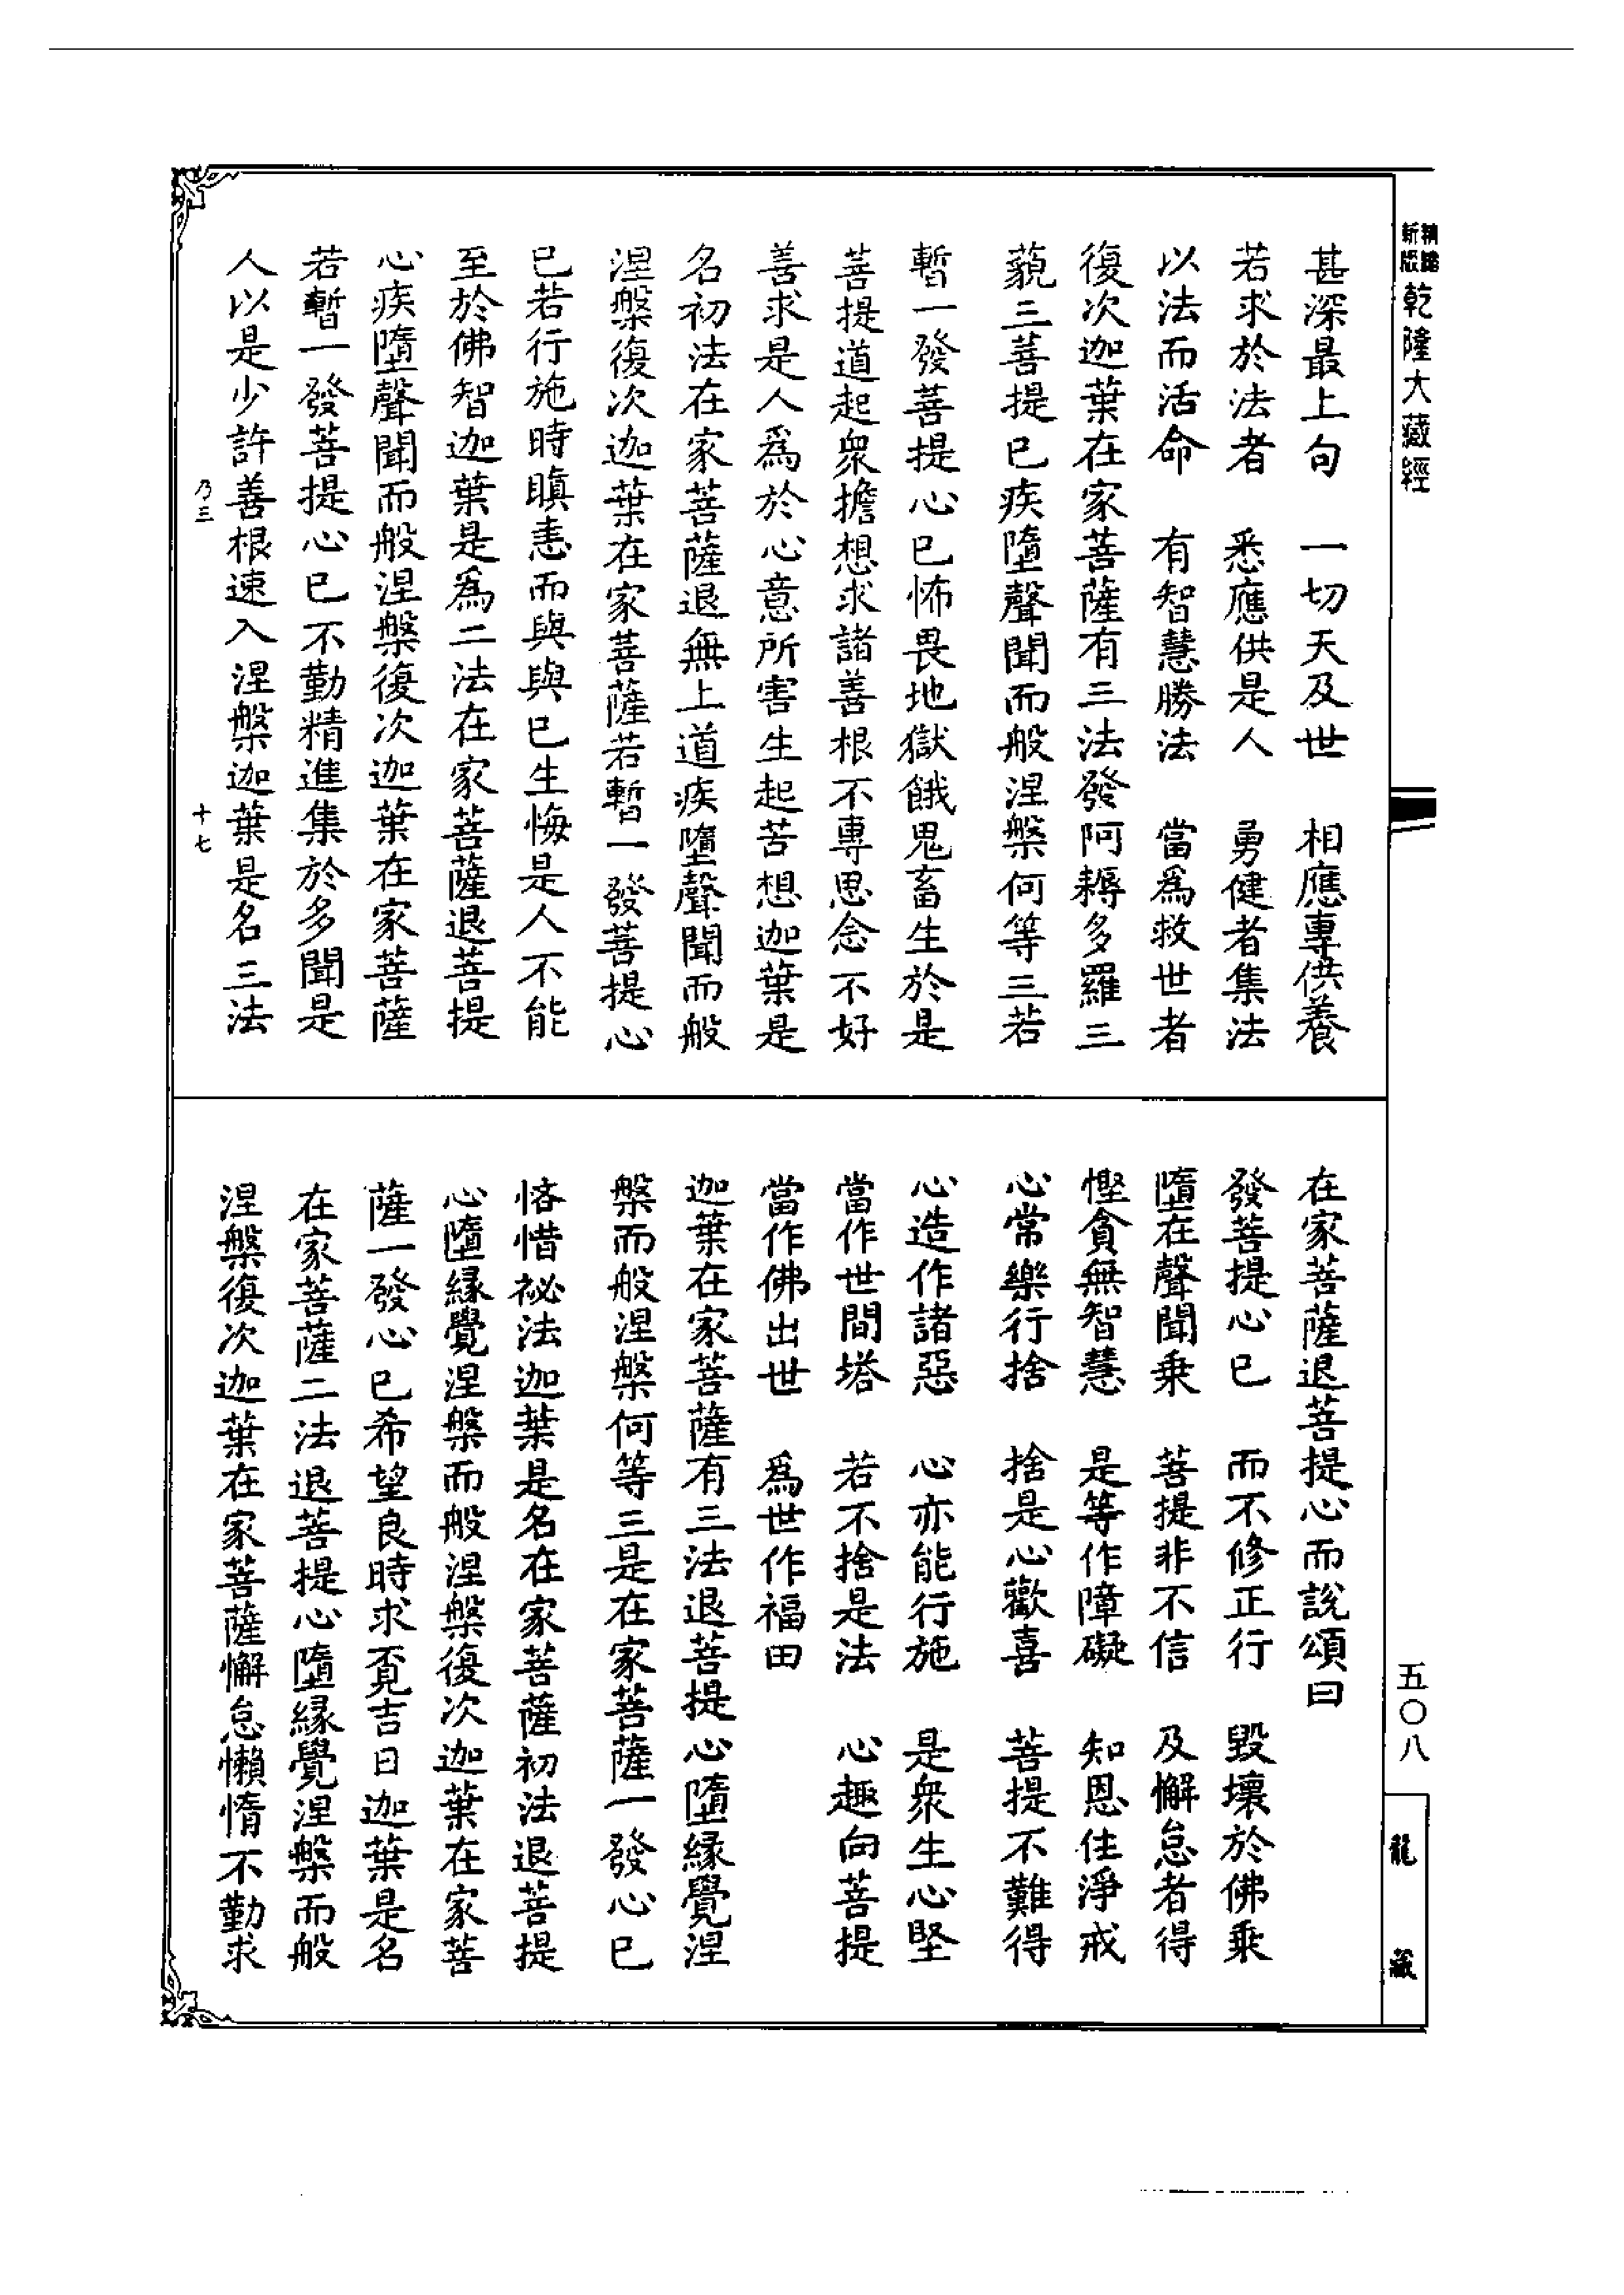 新版
乾隆大藏經
甚深最上句　一切天及世　相應專供養
若求於法者　悉應供是人　勇健者集法
以法而活命　有智慧勝法　當爲救世者
復次迦葉在家菩薩有三法發阿耨多羅三
藐三菩提已疾墮聲聞而般涅槃何等三若
暫一發菩提心已怖畏地獄餓鬼畜生於是
菩提道起衆擔想求諸善根不專思念不好
善求是人爲於心意所害生起苦想迦葉是
名初法在家菩薩退無上道疾墮聲聞而般
涅槃復次迦葉在家菩薩若暫一發菩提心
已若行施時瞋恚而與與已生悔是人不能
至於佛智迦葉是爲二法在家菩薩退菩提
心疾墮聲聞而般涅槃復次迦葉在家菩薩
若暫一發菩提心已不勤精進集於多聞是
人以是少許善根速入涅槃迦葉是名三法
乃三　十七
在家菩薩退菩提心而說頌曰
發菩提心已　而不修正行　毀壞於佛乘
墮在聲聞乘　菩提非不信　及懈怠者得
慳貪無智慧　是等作障礙　知恩住淨戒
心常樂行捨　捨是心歡喜　菩提不難得
心造作諸惡　心亦能行施　是衆生心堅
當作世間塔　若不捨是法　心趣向菩提
當作佛出世　爲世作福田
迦葉在家菩薩有三法退菩提心墮緣覺涅
槃而般涅槃何等三是在家菩薩一發心已
悋惜祕法迦葉是名在家菩薩初法退菩提
心墮緣覺涅槃而般涅槃復次迦葉在家菩
薩一發心已希望良時求覓吉日迦葉是名
在家菩薩二法退菩提心墮緣覺涅槃而般
涅槃復次迦葉在家菩薩懈怠懶惰不勤求
五〇八
龍藏